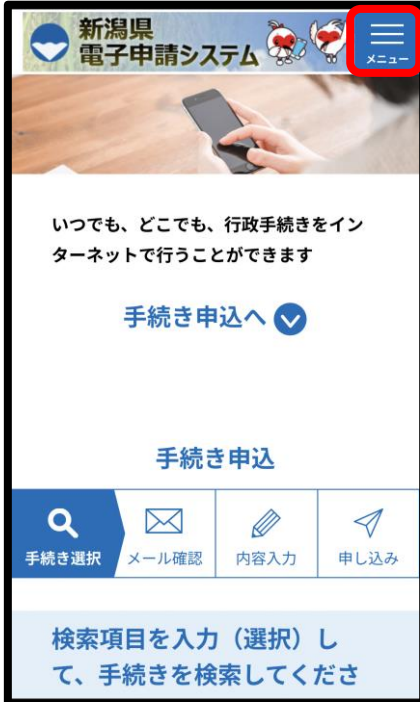 新潟県
電子申請システム
メニュー
いつでも、どこでも、行政手続きをイン
ターネットで行うことができます
手続き申込へ
手続き申込
手続き選択
メール確認
内容入力
申し込み
検索項目を入力（選択）し
て、手続きを検索してくださ